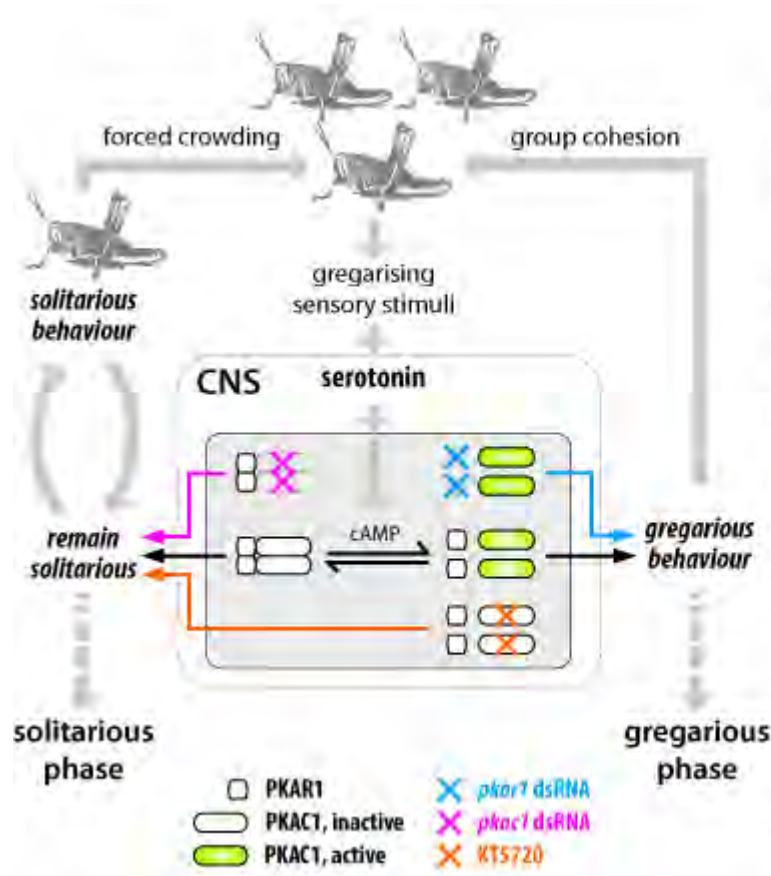 forced crowding
group cohesion
gregarising
sensory stimuli
solitarious
behaviour
CNS
serotonin
cAMP
remain
solitarious
gregarious
behaviour
solitarious
phase
gregarious
phase
PKAR1
PKAC1, inactive
PKAC1, active
pkar1 dsRNA
pkac1 dsRNA
KT5720